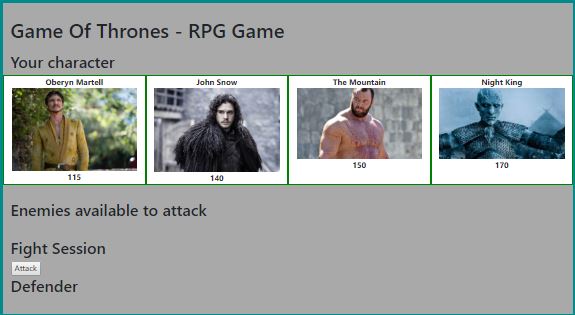 Game Of Thrones - RPG Game
Your character
Oberyn Martell
John Snow
The Mountain
Night King
115
140
150
170
Enemies available to attack
Fight Session
Attack
Defender